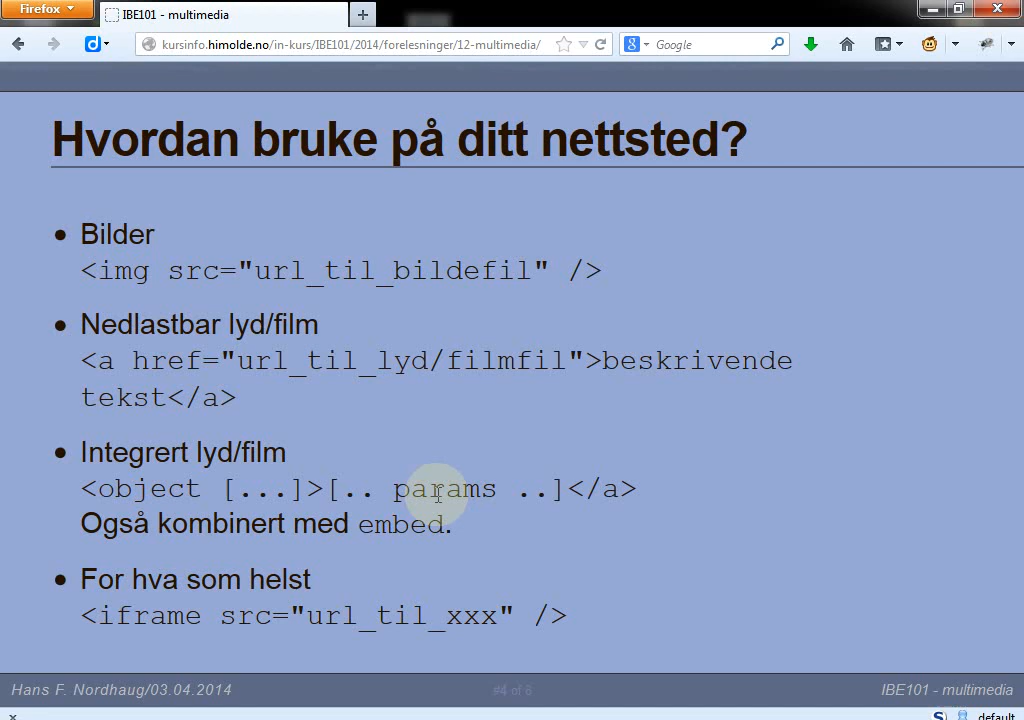 Firefox
IBE101 - multimedia
kursinfo.himolde.no/in-kurs/IBE101/2014/forelesninger/12-multimedia/
Google
Hvordan bruke på ditt nettsted?
• Bilder
<img src="url_til_bildefil" />
• Nedlastbar lyd/film
<a href="url_til_lyd/filmfil">beskrivende
tekst</a>
• Integrert lyd/film
<object [...]>[.. params ..]</a>
Også kombinert med embed.
• For hva som helst
<iframe src="url_til_xxx" />
Hans F. Nordhaug/03.04.2014
#4 of 6
IBE101 - multimedia
x
S
default